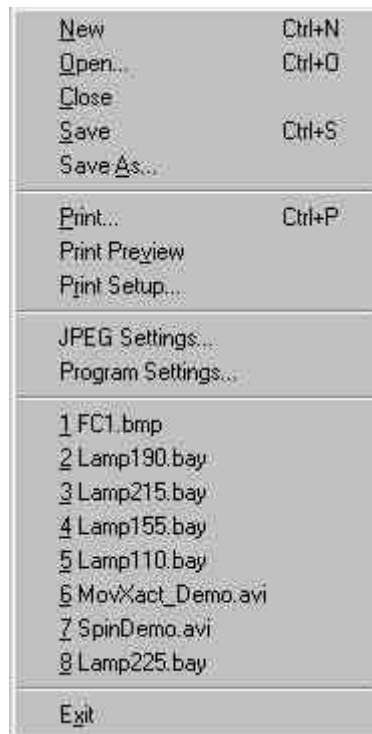 New Ctrl+N
Open... Ctrl+O
Close
Save Ctrl+S
Save As...
Print... Ctrl+P
Print Preview
Print Setup...
JPEG Settings...
Program Settings...
1 FC1.bmp
2 Lamp190.bay
3 Lamp215.bay
4 Lamp155.bay
5 Lamp110.bay
6 MovXact_Demo.avi
7 SpinDemo.avi
8 Lamp225.bay
Exit